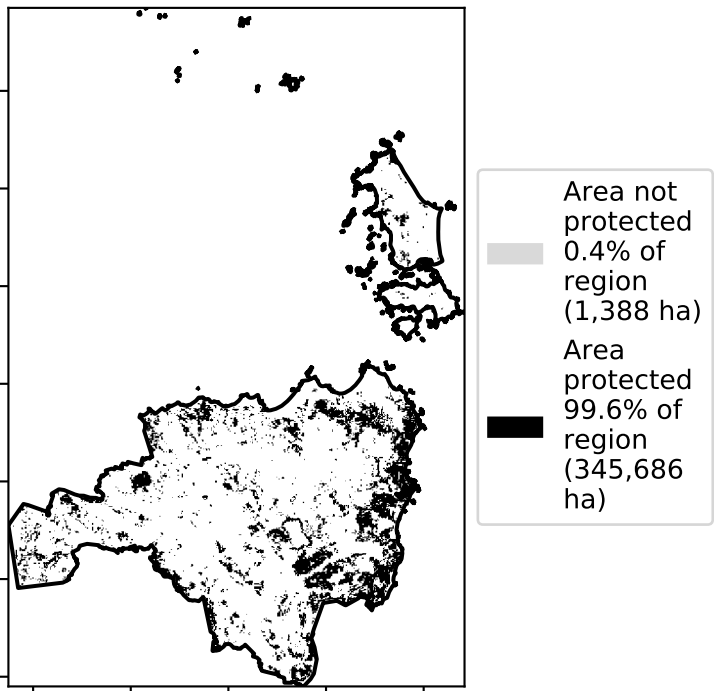 Area not
protected
0.4% of
region
(1,388 ha)
Area
protected
99.6% of
region
(345,686
ha)